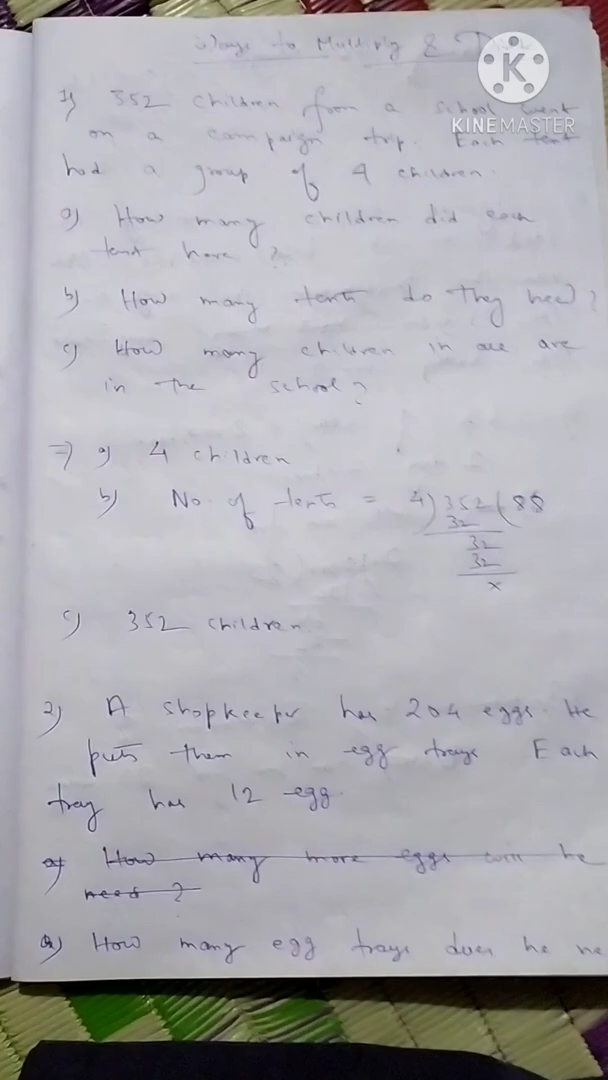 Ways to Multiply & D
K
KINEMASTER
1) 352 children from a school went
on a campaign trip. Each tent
had a group of 4 children.
a) How many children did each
tent have ?
b) How many tents do they need ?
c) How many children in all are
in the school ?
=) a) 4 children
b) No. of tents = 4) 352 ( 88
32
32
32
x
c) 352 children.
2) A shopkeeper has 204 eggs. He
puts them in egg trays. Each
tray has 12 egg.
a) How many more eggs will he
need ?
a) How many egg trays does he ne